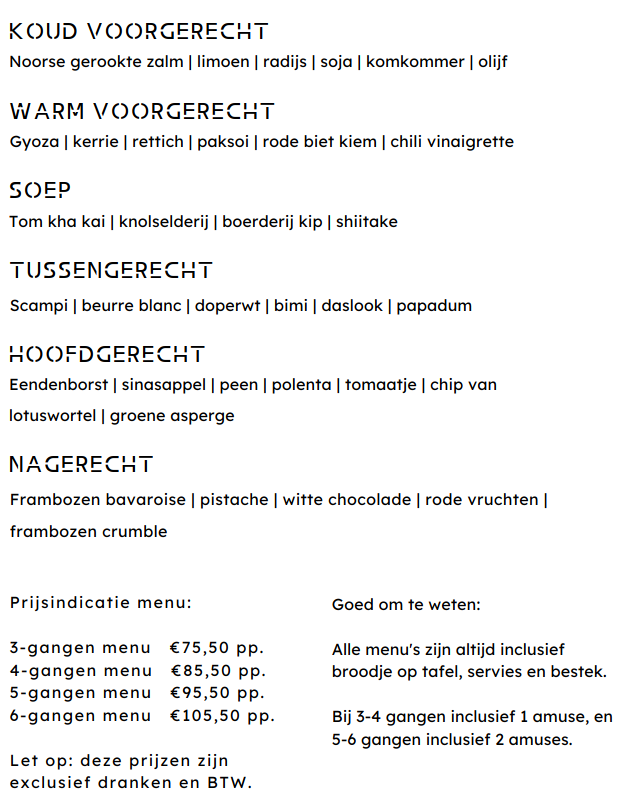 KOUD VOORGERECHT
Noorse gerookte zalm | limoen | radijs | soja | komkommer | olijf
WARM VOORGERECHT
Gyoza | kerrie | rettich | paksoi | rode biet kiem | chili vinaigrette
SOEP
Tom kha kai | knolselderij | boerderij kip | shiitake
TUSSENGERECHT
Scampi | beurre blanc | doperwt | bimi | daslook | papadum
HOOFDGERECHT
Eendenborst | sinasappel | peen | polenta | tomaatje | chip van
lotuswortel | groene asperge
NAGERECHT
Frambozen bavaroise | pistache | witte chocolade | rode vruchten |
frambozen crumble
Prijsindicatie menu:
3-gangen menu €75,50 pp.
4-gangen menu €85,50 pp.
5-gangen menu €95,50 pp.
6-gangen menu €105,50 pp.
Let op: deze prijzen zijn
exclusief dranken en BTW.
Goed om te weten:
Alle menu's zijn altijd inclusief
broodje op tafel, servies en bestek.
Bij 3-4 gangen inclusief 1 amuse, en
5-6 gangen inclusief 2 amuses.